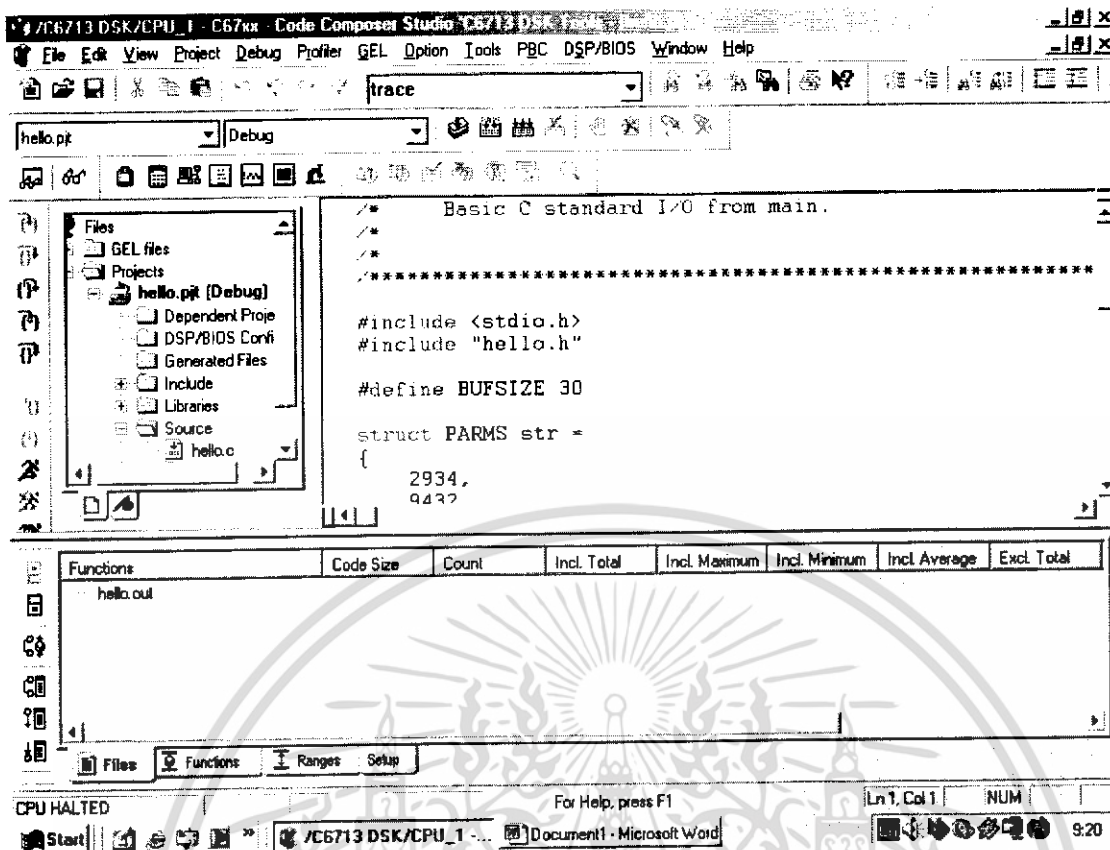 /C6713 DSK/CPU_1 - C67xx - Code Composer Studio 'C6713 DSK
File Edit View Project Debug Profiler GEL Option Tools PBC DSP/BIOS Window Help
trace
hello.pjt Debug
Files
GEL files
Projects
hello.pjt (Debug)
Dependent Proje
DSP/BIOS Confi
Generated Files
Include
Libraries
Source
hello.c
/* Basic C standard I/O from main.
/*
/*
/***********************************************************
#include <stdio.h>
#include "hello.h"
#define BUFSIZE 30
struct PARMS str =
{
2934,
9432
Functions Code Size Count Incl. Total Incl. Maximum Incl. Minimum Incl. Average Excl. Total
hello.out
Files Functions Ranges Setup
CPU HALTED For Help, press F1 Ln 1, Col 1 NUM
Start » /C6713 DSK/CPU_1 -... Document1 - Microsoft Word 9:20